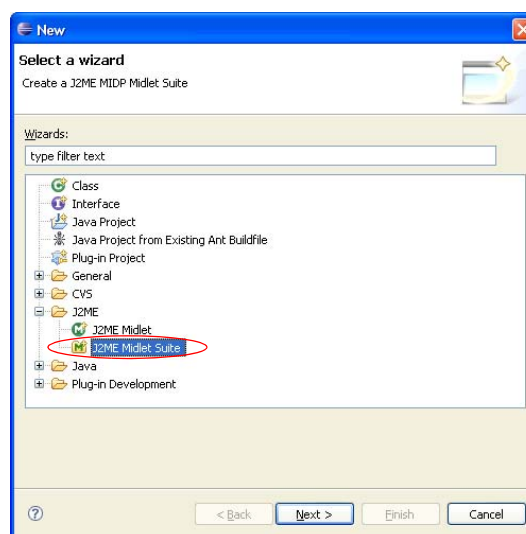 New
Select a wizard
Create a J2ME MIDP Midlet Suite
Wizards:
type filter text
Class
Interface
Java Project
Java Project from Existing Ant Buildfile
Plug-in Project
General
CVS
J2ME
J2ME Midlet
J2ME Midlet Suite
Java
Plug-in Development
? < Back Next > Finish Cancel